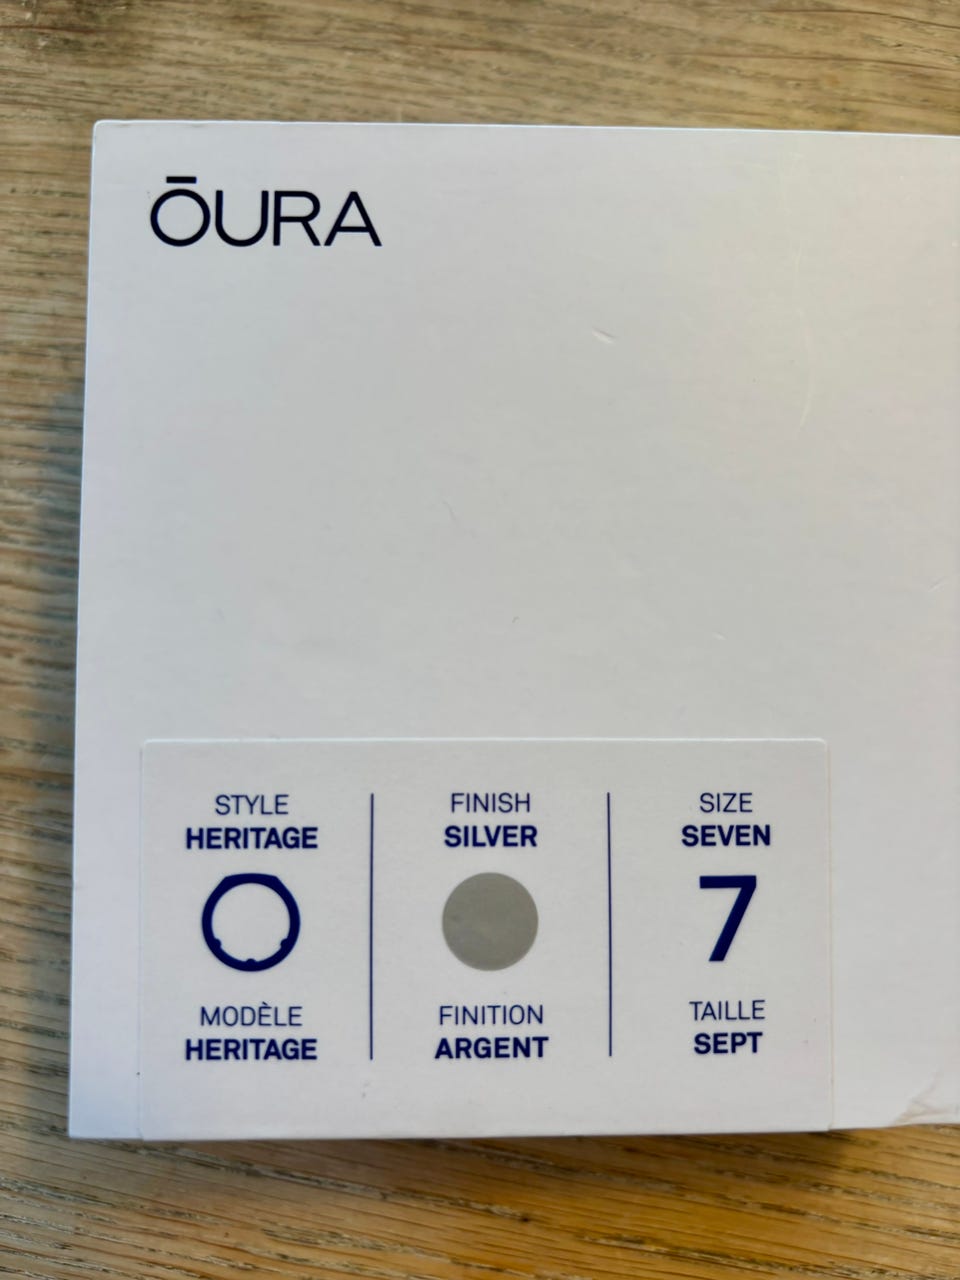 ŌURA
STYLE
HERITAGE
MODÈLE
HERITAGE
FINISH
SILVER
FINITION
ARGENT
SIZE
SEVEN
7
TAILLE
SEPT